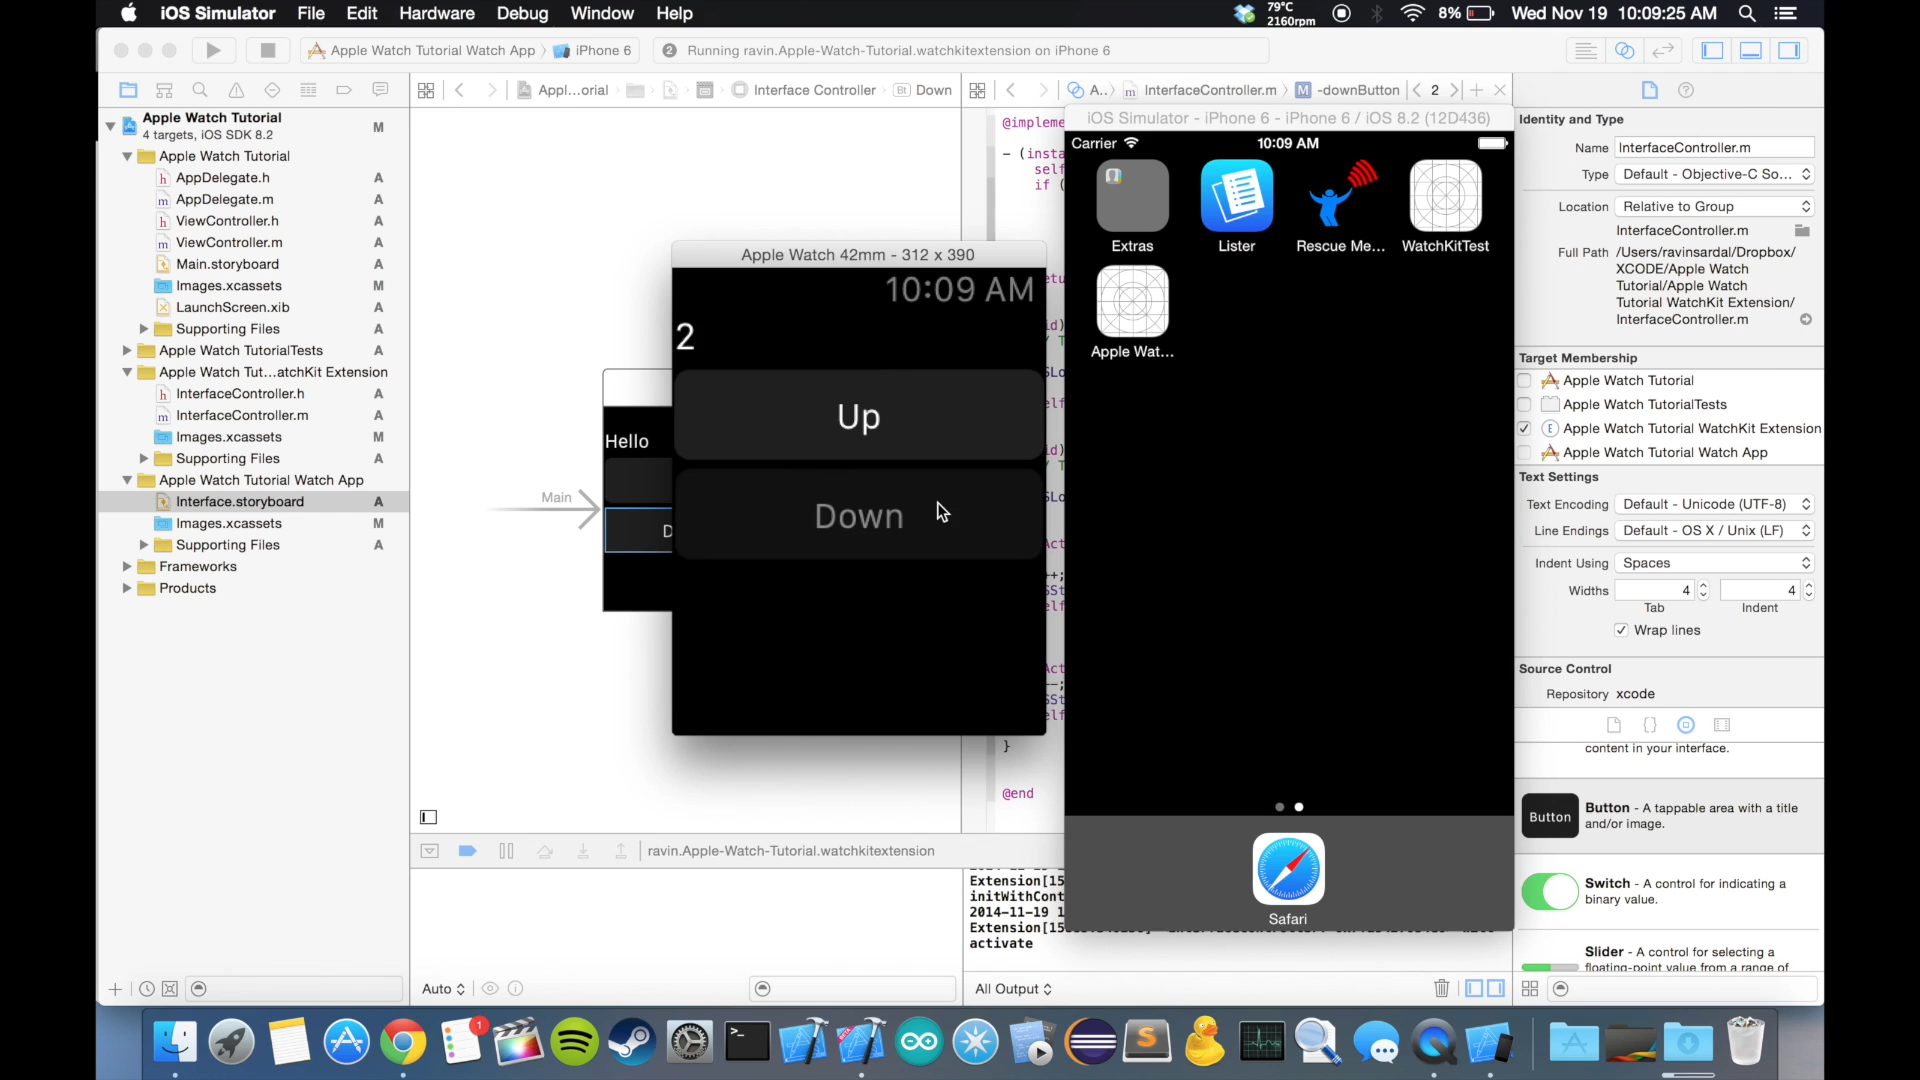 iOS Simulator File Edit Hardware Debug Window Help
79°C
2160rpm
8%
Wed Nov 19 10:09:25 AM
Apple Watch Tutorial Watch App
iPhone 6
2 Running ravin.Apple-Watch-Tutorial.watchkitextension on iPhone 6
Appl...orial
Interface Controller
Bt Down
A...
InterfaceController.m
M -downButton
2
Apple Watch Tutorial M
4 targets, iOS SDK 8.2
Apple Watch Tutorial
AppDelegate.h A
AppDelegate.m A
ViewController.h A
ViewController.m A
Main.storyboard A
Images.xcassets M
LaunchScreen.xib A
Supporting Files A
Apple Watch TutorialTests A
Apple Watch Tut...atchKit Extension
InterfaceController.h A
InterfaceController.m A
Images.xcassets M
Supporting Files A
Apple Watch Tutorial Watch App
Interface.storyboard A
Images.xcassets M
Supporting Files A
Frameworks
Products
Main
Hello
Apple Watch 42mm - 312 x 390
10:09 AM
2
Up
Down
@impleme
- (insta
self
if (
}
@end
iOS Simulator - iPhone 6 - iPhone 6 / iOS 8.2 (12D436)
Carrier
10:09 AM
Extras
Lister
Rescue Me...
WatchKitTest
Apple Wat...
Safari
ravin.Apple-Watch-Tutorial.watchkitextension
Extension[15
initWithCont
2014-11-19 1
activate
Auto
All Output
Identity and Type
Name InterfaceController.m
Type Default - Objective-C So...
Location Relative to Group
InterfaceController.m
Full Path /Users/ravinsardal/Dropbox/
XCODE/Apple Watch
Tutorial/Apple Watch
Tutorial WatchKit Extension/
InterfaceController.m
Target Membership
Apple Watch Tutorial
Apple Watch TutorialTests
E Apple Watch Tutorial WatchKit Extension
Apple Watch Tutorial Watch App
Text Settings
Text Encoding Default - Unicode (UTF-8)
Line Endings Default - OS X / Unix (LF)
Indent Using Spaces
Widths 4 4
Tab Indent
Wrap lines
Source Control
Repository xcode
content in your interface.
Button
Button - A tappable area with a title
and/or image.
Switch - A control for indicating a
binary value.
Slider - A control for selecting a
floating-point value from a range of
1